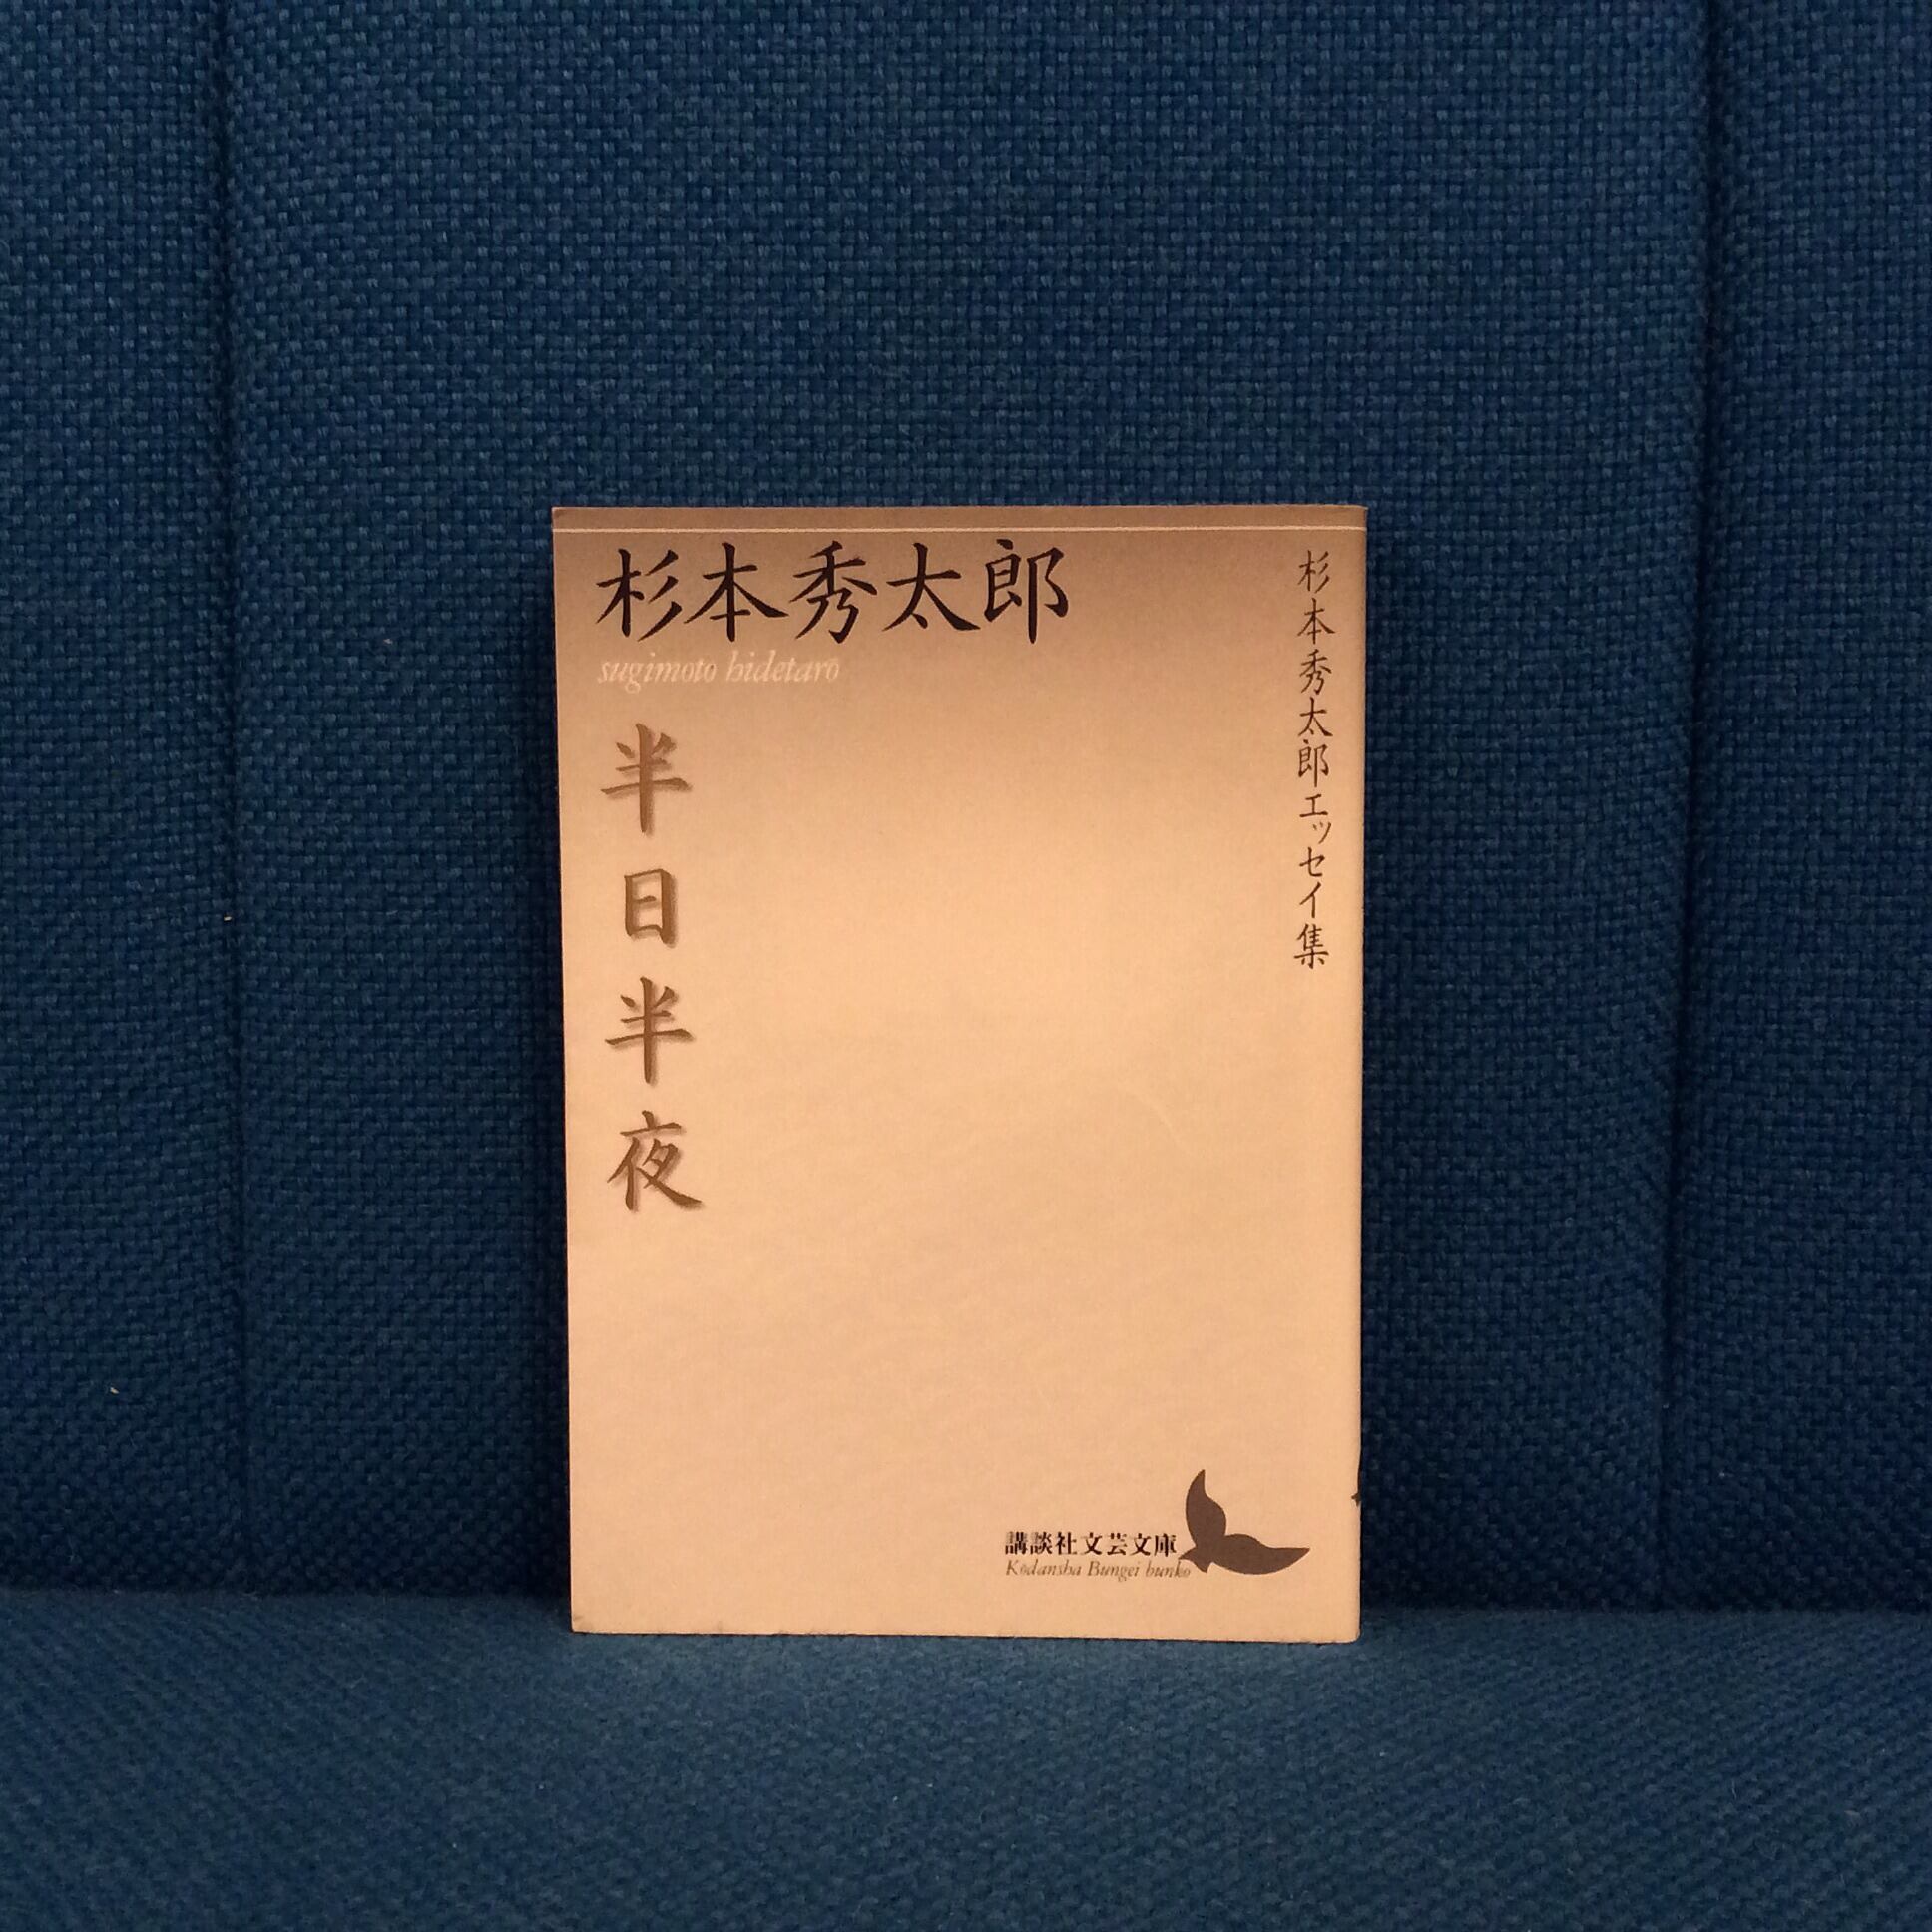 杉本秀太郎
sugimoto hidetarō
半日半夜
杉本秀太郎エッセイ集
講談社文芸文庫
Kōdansha Bungei bunko